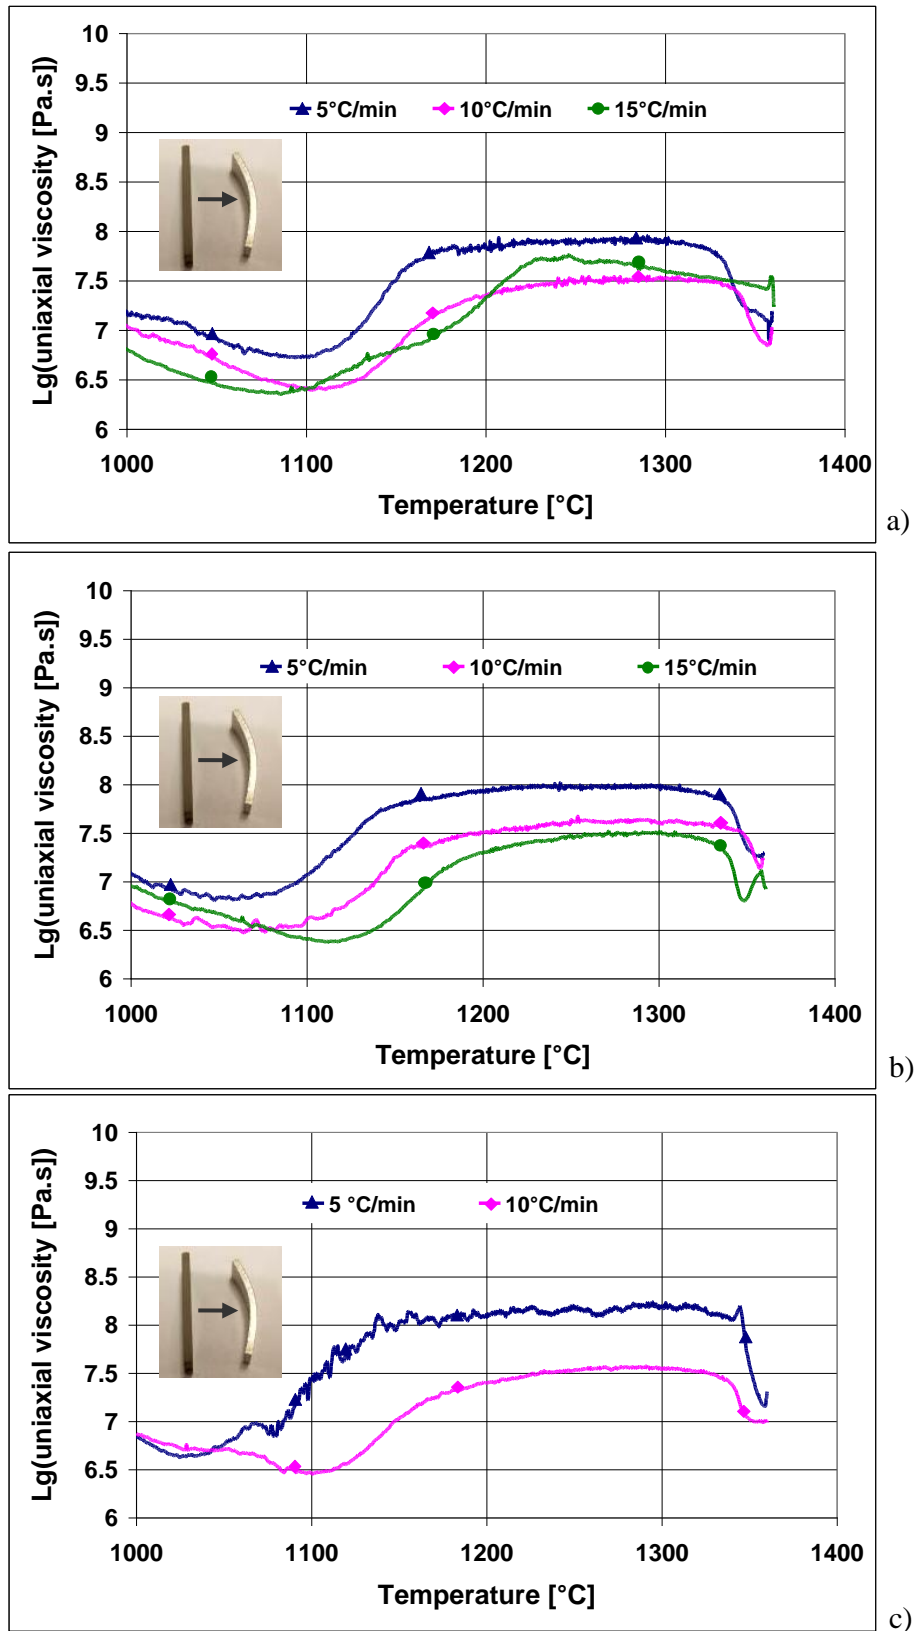 Lg(uniaxial viscosity [Pa.s])
10
9.5
9
8.5
8
7.5
7
6.5
6
5°C/min 10°C/min 15°C/min
1000 1100 1200 1300 1400
Temperature [°C]
a)
Lg(uniaxial viscosity [Pa.s])
10
9.5
9
8.5
8
7.5
7
6.5
6
5°C/min 10°C/min 15°C/min
1000 1100 1200 1300 1400
Temperature [°C]
b)
Lg(uniaxial viscosity [Pa.s])
10
9.5
9
8.5
8
7.5
7
6.5
6
5 °C/min 10°C/min
1000 1100 1200 1300 1400
Temperature [°C]
c)